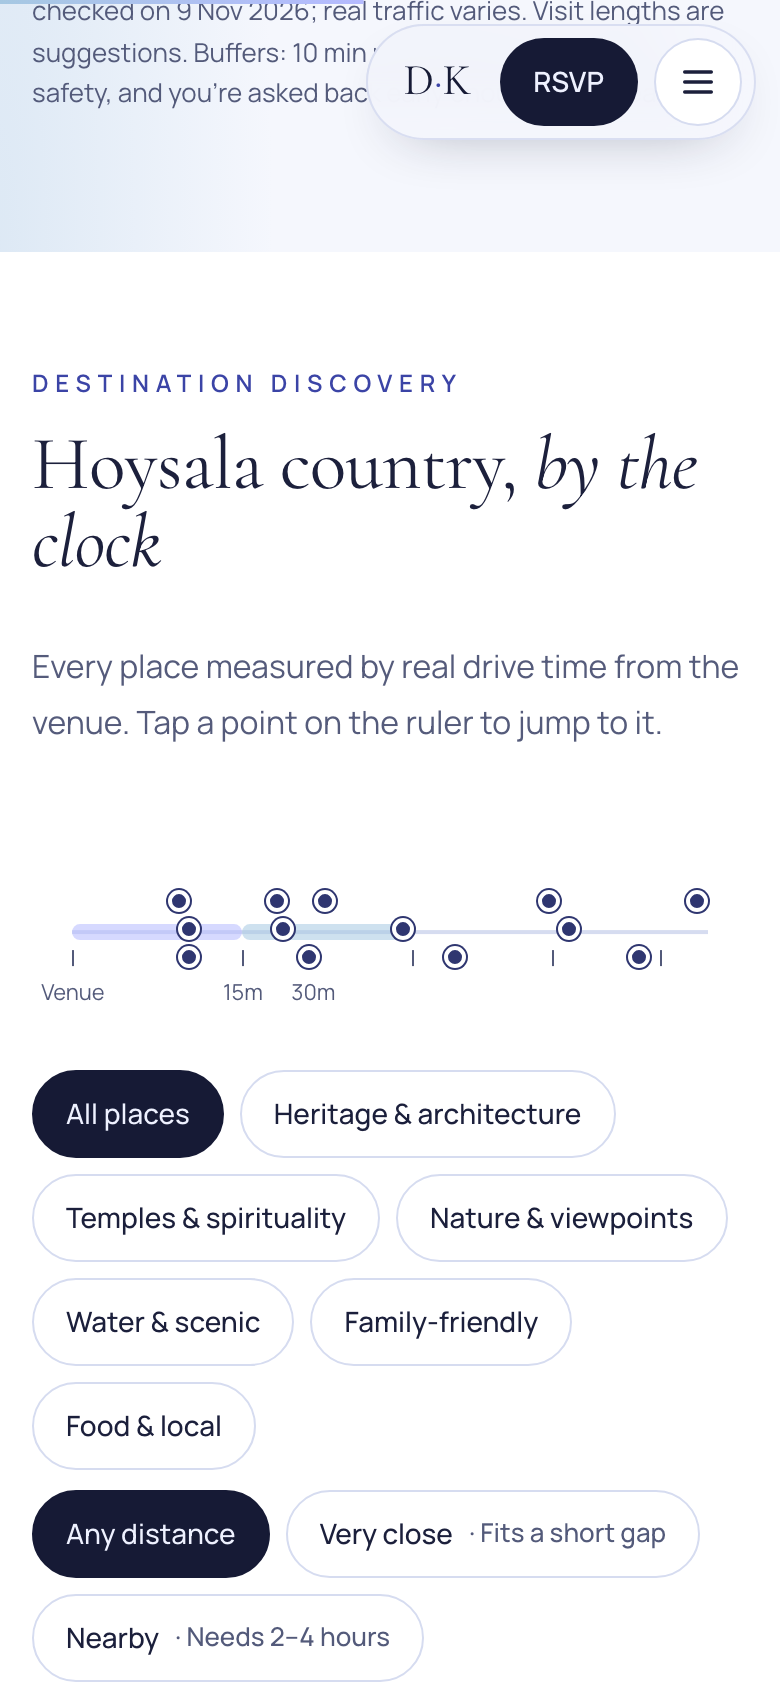 checked on 9 Nov 2026; real traffic varies. Visit lengths are
suggestions. Buffers: 10 min
safety, and you're asked bac
D·K
RSVP
DESTINATION DISCOVERY
Hoysala country, by the
clock
Every place measured by real drive time from the
venue. Tap a point on the ruler to jump to it.
Venue 15m 30m
All places Heritage & architecture
Temples & spirituality Nature & viewpoints
Water & scenic Family-friendly
Food & local
Any distance Very close · Fits a short gap
Nearby · Needs 2–4 hours